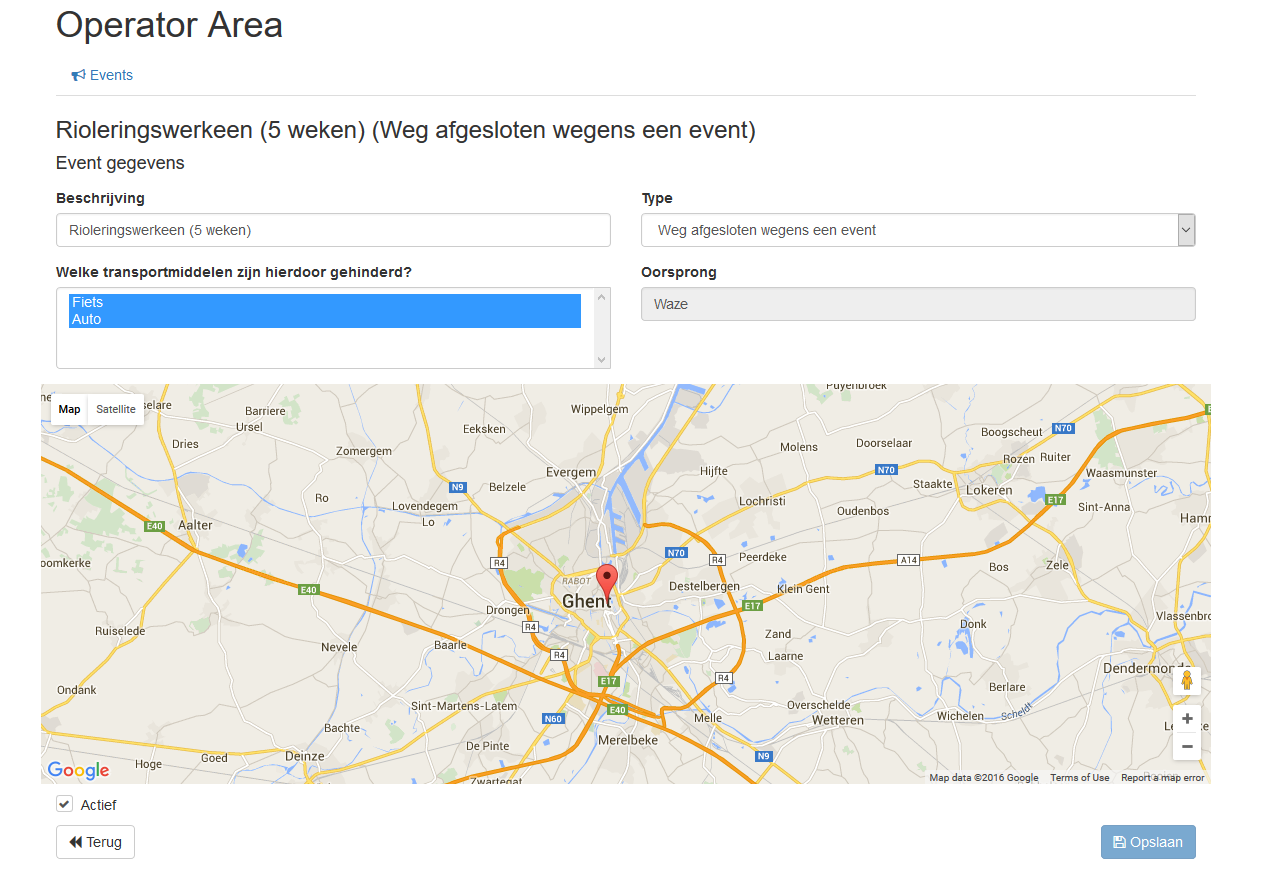 Operator Area
Events
Rioleringswerkeen (5 weken) (Weg afgesloten wegens een event)
Event gegevens
Beschrijving
Type
Rioleringswerkeen (5 weken)
Weg afgesloten wegens een event
Welke transportmiddelen zijn hierdoor gehinderd?
Oorsprong
Fiets
Auto
Waze
Puyenbroek
Map
Satellite
selare
Barriere
Wippelgem
Ursel
Eeksken
Boogscheut
N70
Dries
Zomergem
Molens
Doorselaar
Rozen
Ruiter
Evergem
Hijfte
N70
Waasmunster
N9
Belzele
Staakte
Lokeren
Ro
Lovendegem
Lochristi
E17
Sint-Anna
Lo
Oudenbos
E40
Aalter
Hamm
oomkerke
R4
N70
R4
Peerdeke
A14
Bos
Zele
RABOT
E40
Ghent
Destelbergen
Klein Gent
Drongen
E17
Vlassenbro
Ruiselede
R4
Zand
Donk
Nevele
Baarle
R4
Laarne
Dendermonde
Ondank
E17
R4
Berlare
Sint-Martens-Latem
E40
Overschelde
N60
Melle
Wetteren
Wichelen
Scheldt
Bachte
De Pinte
Merelbeke
Deinze
Goed
Hoge
N9
Zwartegat
Google
Map data ©2016 Google
Terms of Use
Report a map error
Actief
Terug
Opslaan